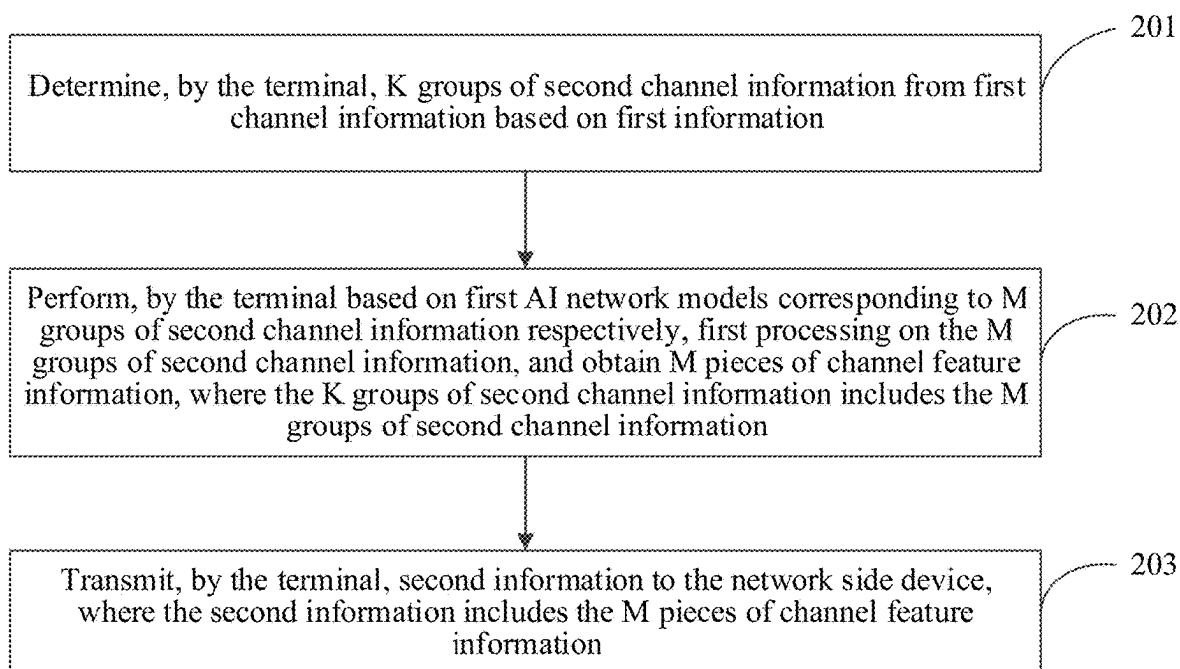 201
Determine, by the terminal, K groups of second channel information from first
channel information based on first information
202
Perform, by the terminal based on first AI network models corresponding to M
groups of second channel information respectively, first processing on the M
groups of second channel information, and obtain M pieces of channel feature
information, where the K groups of second channel information includes the M
groups of second channel information
203
Transmit, by the terminal, second information to the network side device,
where the second information includes the M pieces of channel feature
information